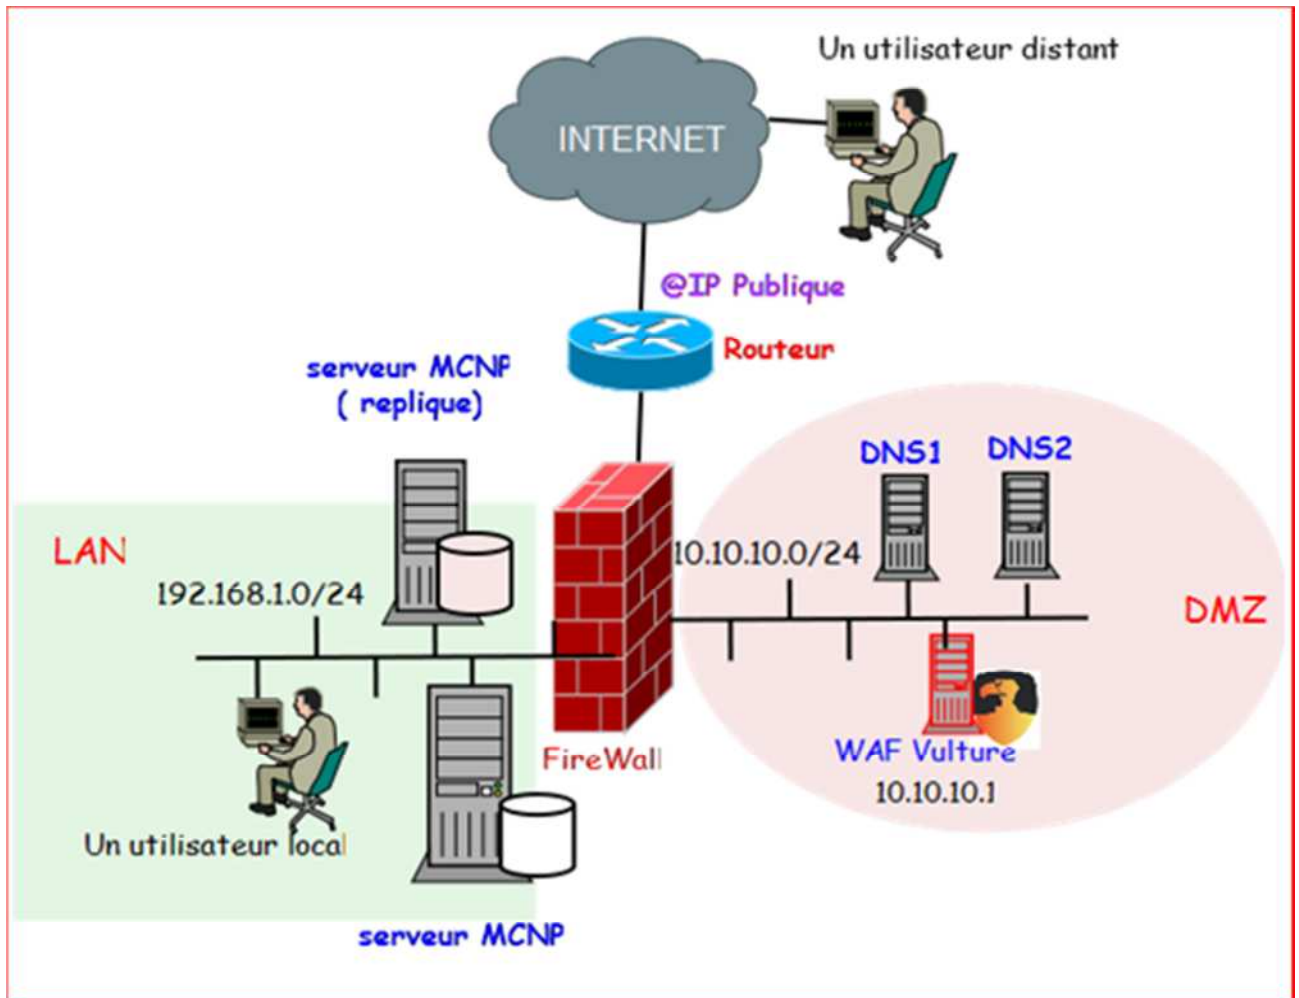 Un utilisateur distant
INTERNET
@IP Publique
Routeur
serveur MCNP
( replique)
DNS1
DNS2
LAN
192.168.1.0/24
10.10.10.0/24
DMZ
FireWall
WAF Vulture
10.10.10.1
Un utilisateur local
serveur MCNP